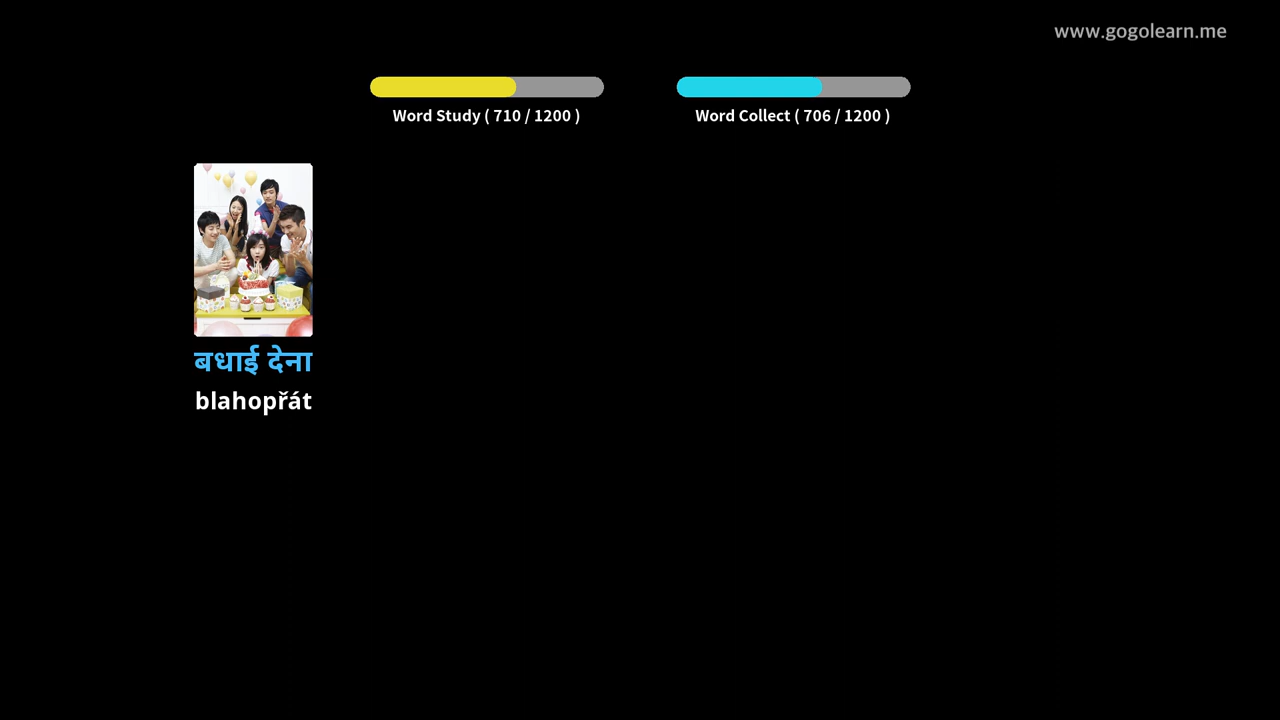 www.gogolearn.me
Word Study ( 710 / 1200 )
Word Collect ( 706 / 1200 )
बधाई देना
blahopřát